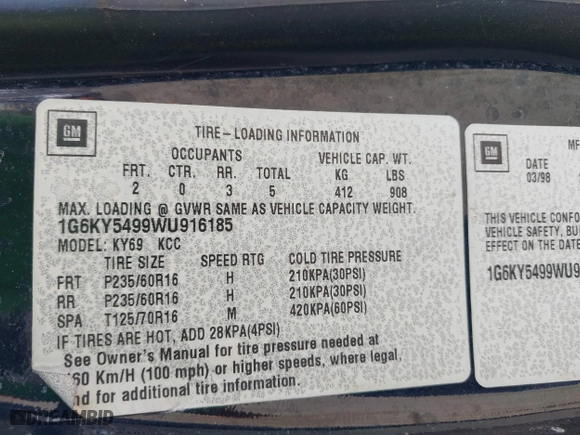 GM
TIRE-LOADING INFORMATION
OCCUPANTS VEHICLE CAP. WT.
FRT. CTR. RR. TOTAL KG LBS
2 0 3 5 412 908
MAX. LOADING @ GVWR SAME AS VEHICLE CAPACITY WEIGHT.
1G6KY5499WU916185
MODEL: KY69 KCC
TIRE SIZE SPEED RTG COLD TIRE PRESSURE
FRT P235/60R16 H 210KPA(30PSI)
RR P235/60R16 H 210KPA(30PSI)
SPA T125/70R16 M 420KPA(60PSI)
IF TIRES ARE HOT, ADD 28KPA(4PSI)
See Owner's Manual for tire pressure needed at
60 Km/H (100 mph) or higher speeds, where legal,
nd for additional tire information.
GM
MF
DATE
03/98
THIS VEHICLE CONFO
VEHICLE SAFETY, BU
EFFECT ON THE DATE
1G6KY5499WU9
DREAMBID